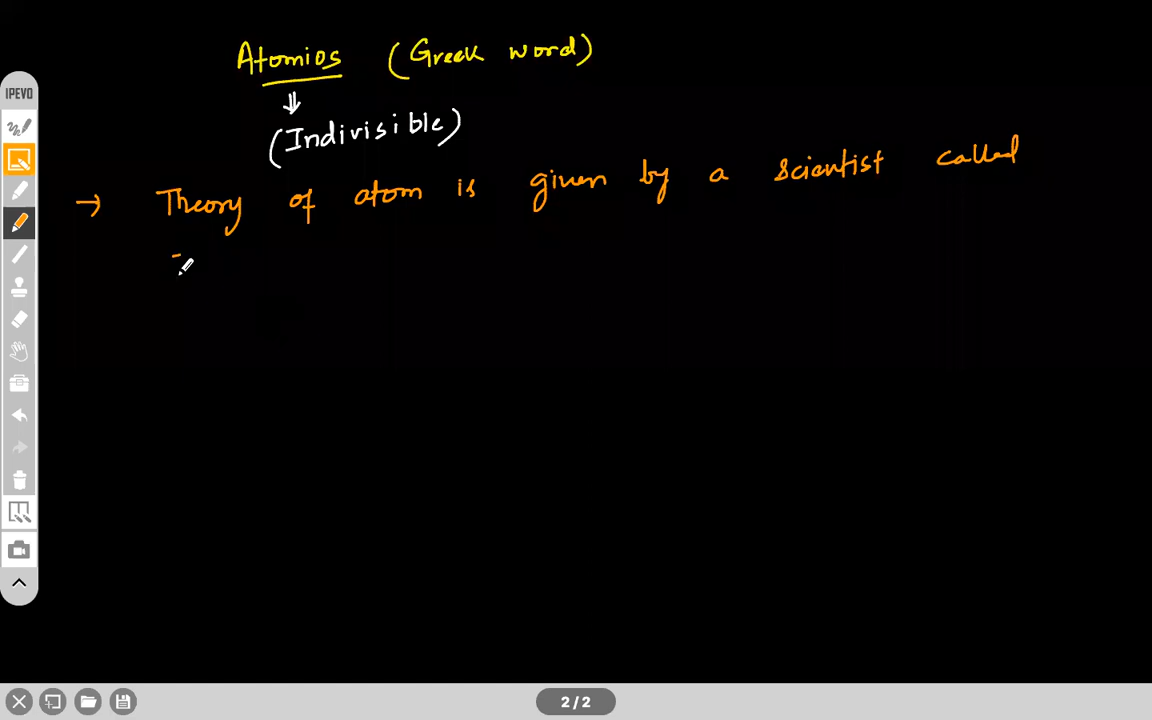 Atomios (Greek word)
(Indivisible)
→ Theory of atom is given by a scientist called
IPEVO
2 / 2